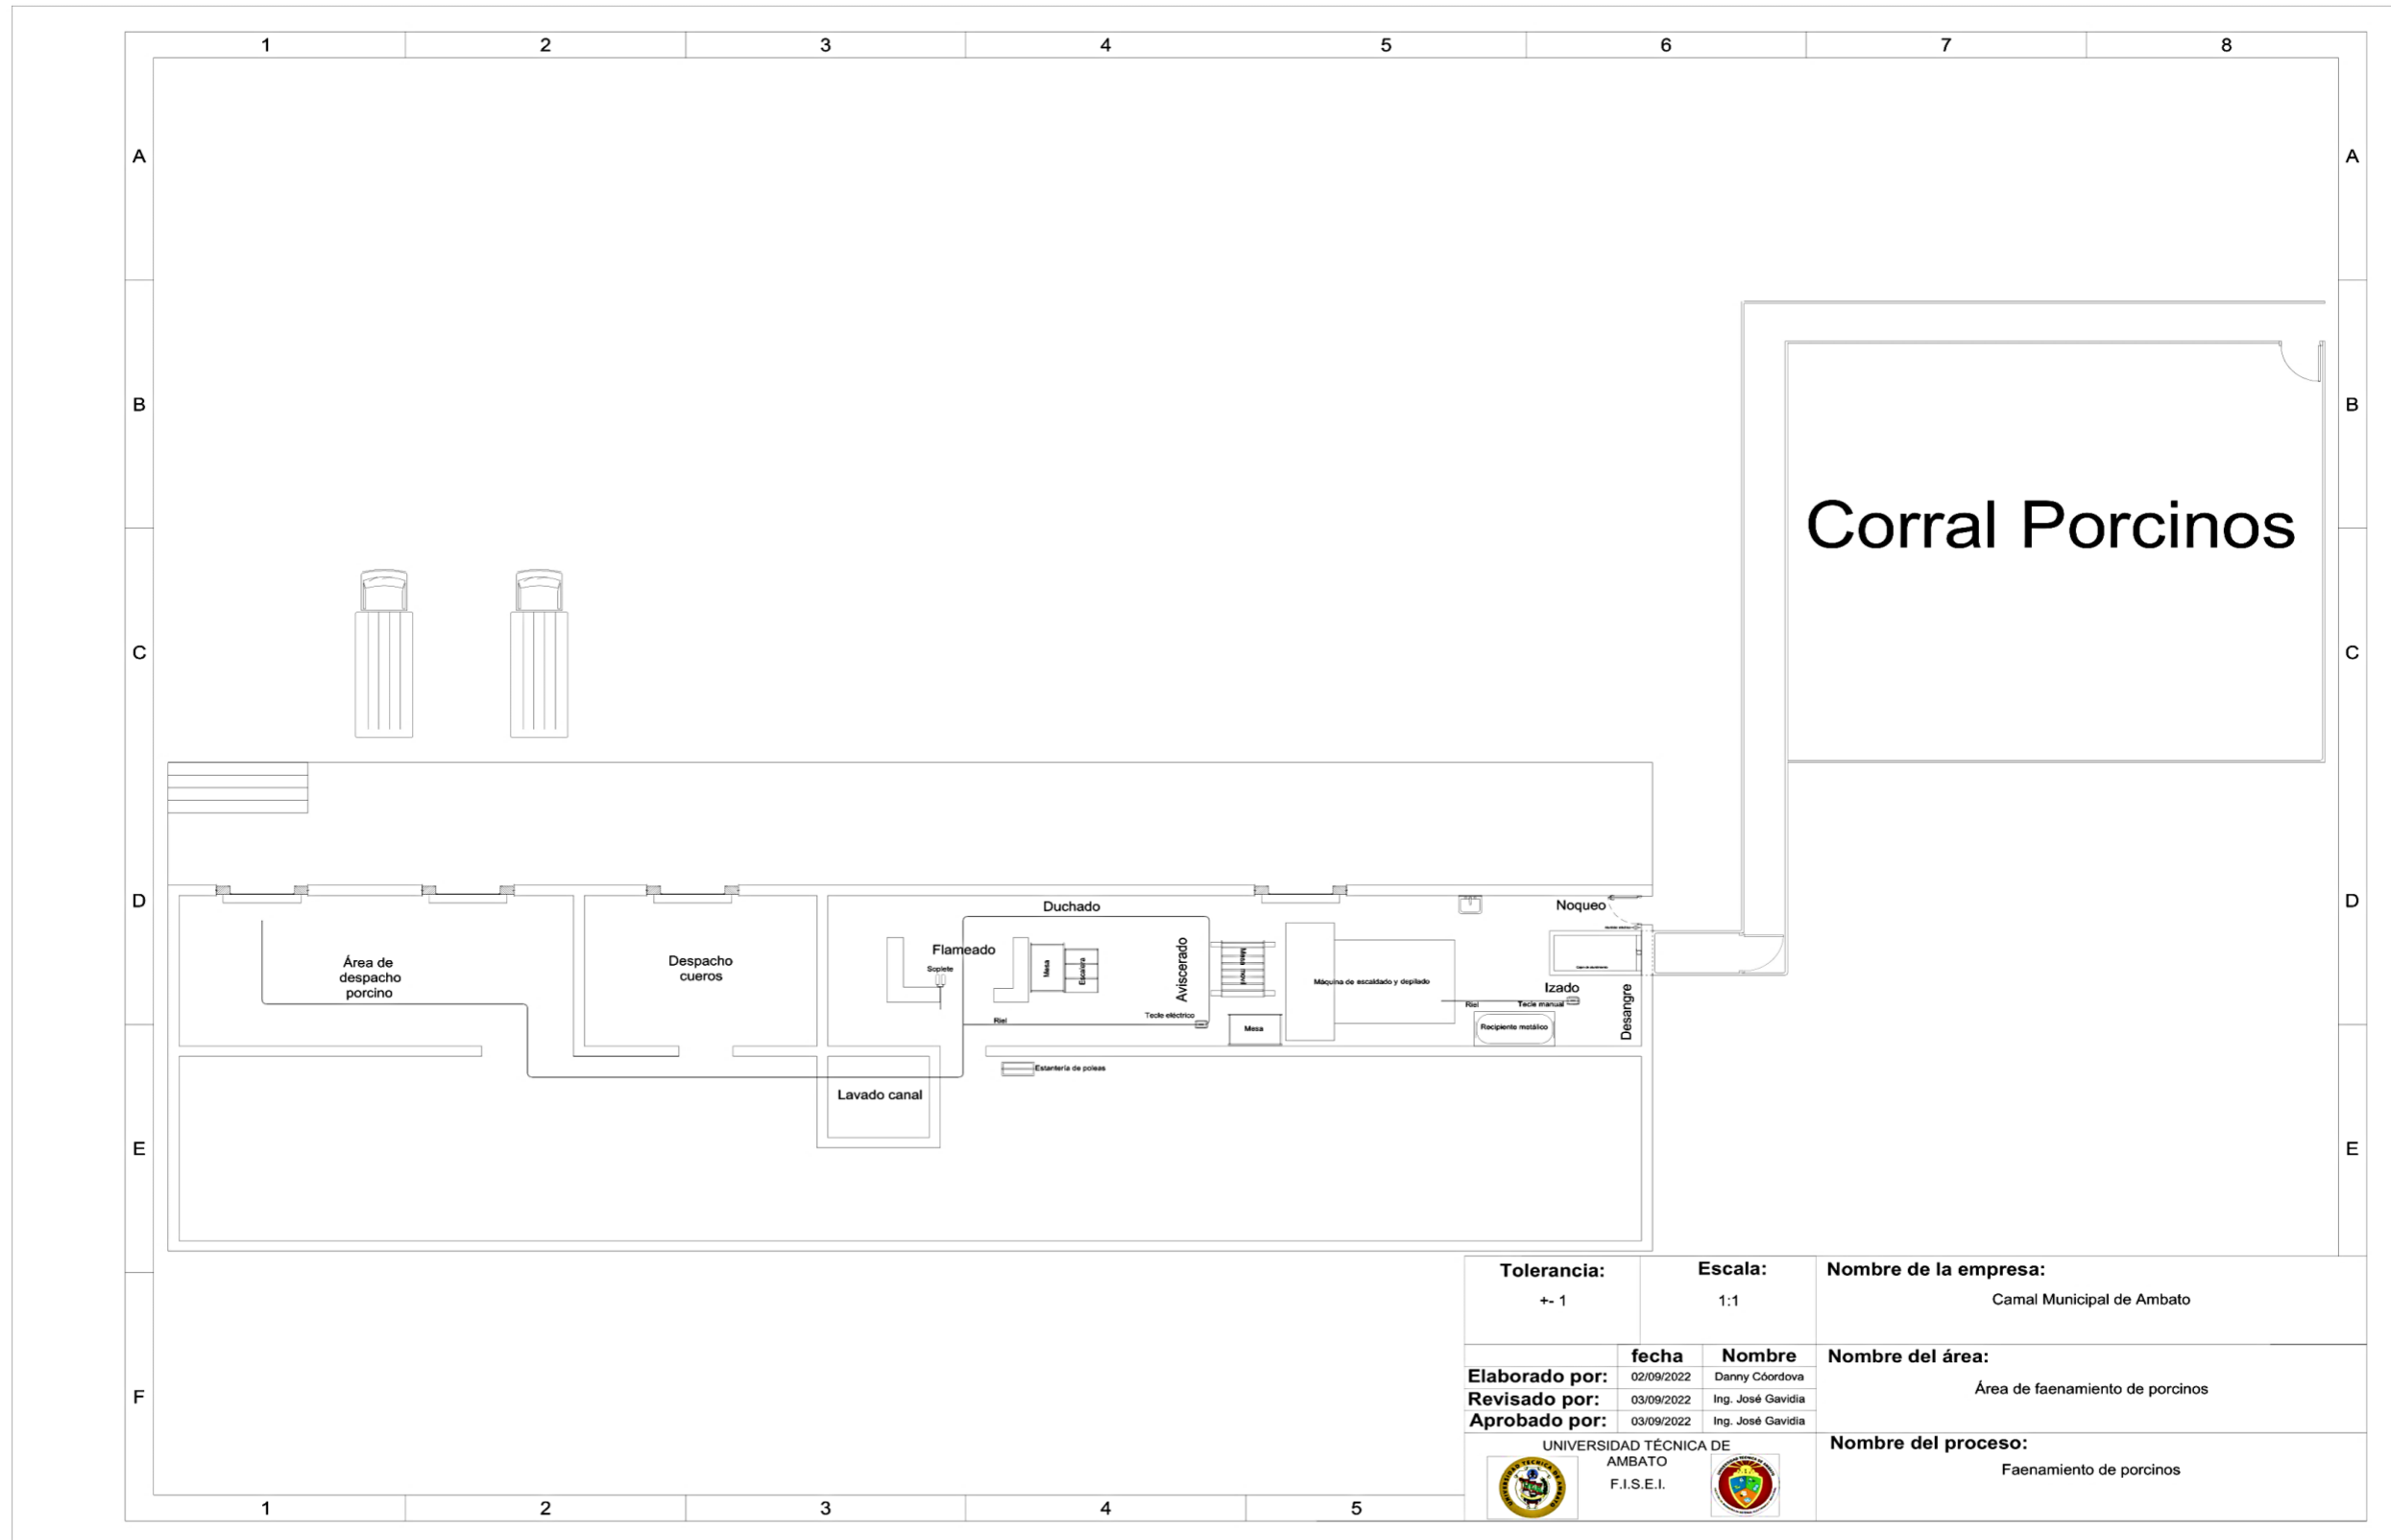 1 2 3 4 5 6 7 8
A A
B B
Corral Porcinos
C C
D D
Duchado
Noqueo
Flameado
Despacho
cueros
Área de
despacho
porcino
Soplete
Mesa
Escalera
Aviscerado
Mesa móvil
Máquina de escaldado y depilado
Izado
Riel
Tecle manual
Desangre
Riel
Tecle eléctrico
Mesa
Recipiente metálico
Estantería de poleas
Lavado canal
E E
F
Tolerancia:
+- 1
Escala:
1:1
Nombre de la empresa:
Camal Municipal de Ambato
fecha Nombre
Elaborado por: 02/09/2022 Danny Córdova
Revisado por: 03/09/2022 Ing. José Gavidia
Aprobado por: 03/09/2022 Ing. José Gavidia
Nombre del área:
Área de faenamiento de porcinos
UNIVERSIDAD TÉCNICA DE
AMBATO
F.I.S.E.I.
Nombre del proceso:
Faenamiento de porcinos
1 2 3 4 5